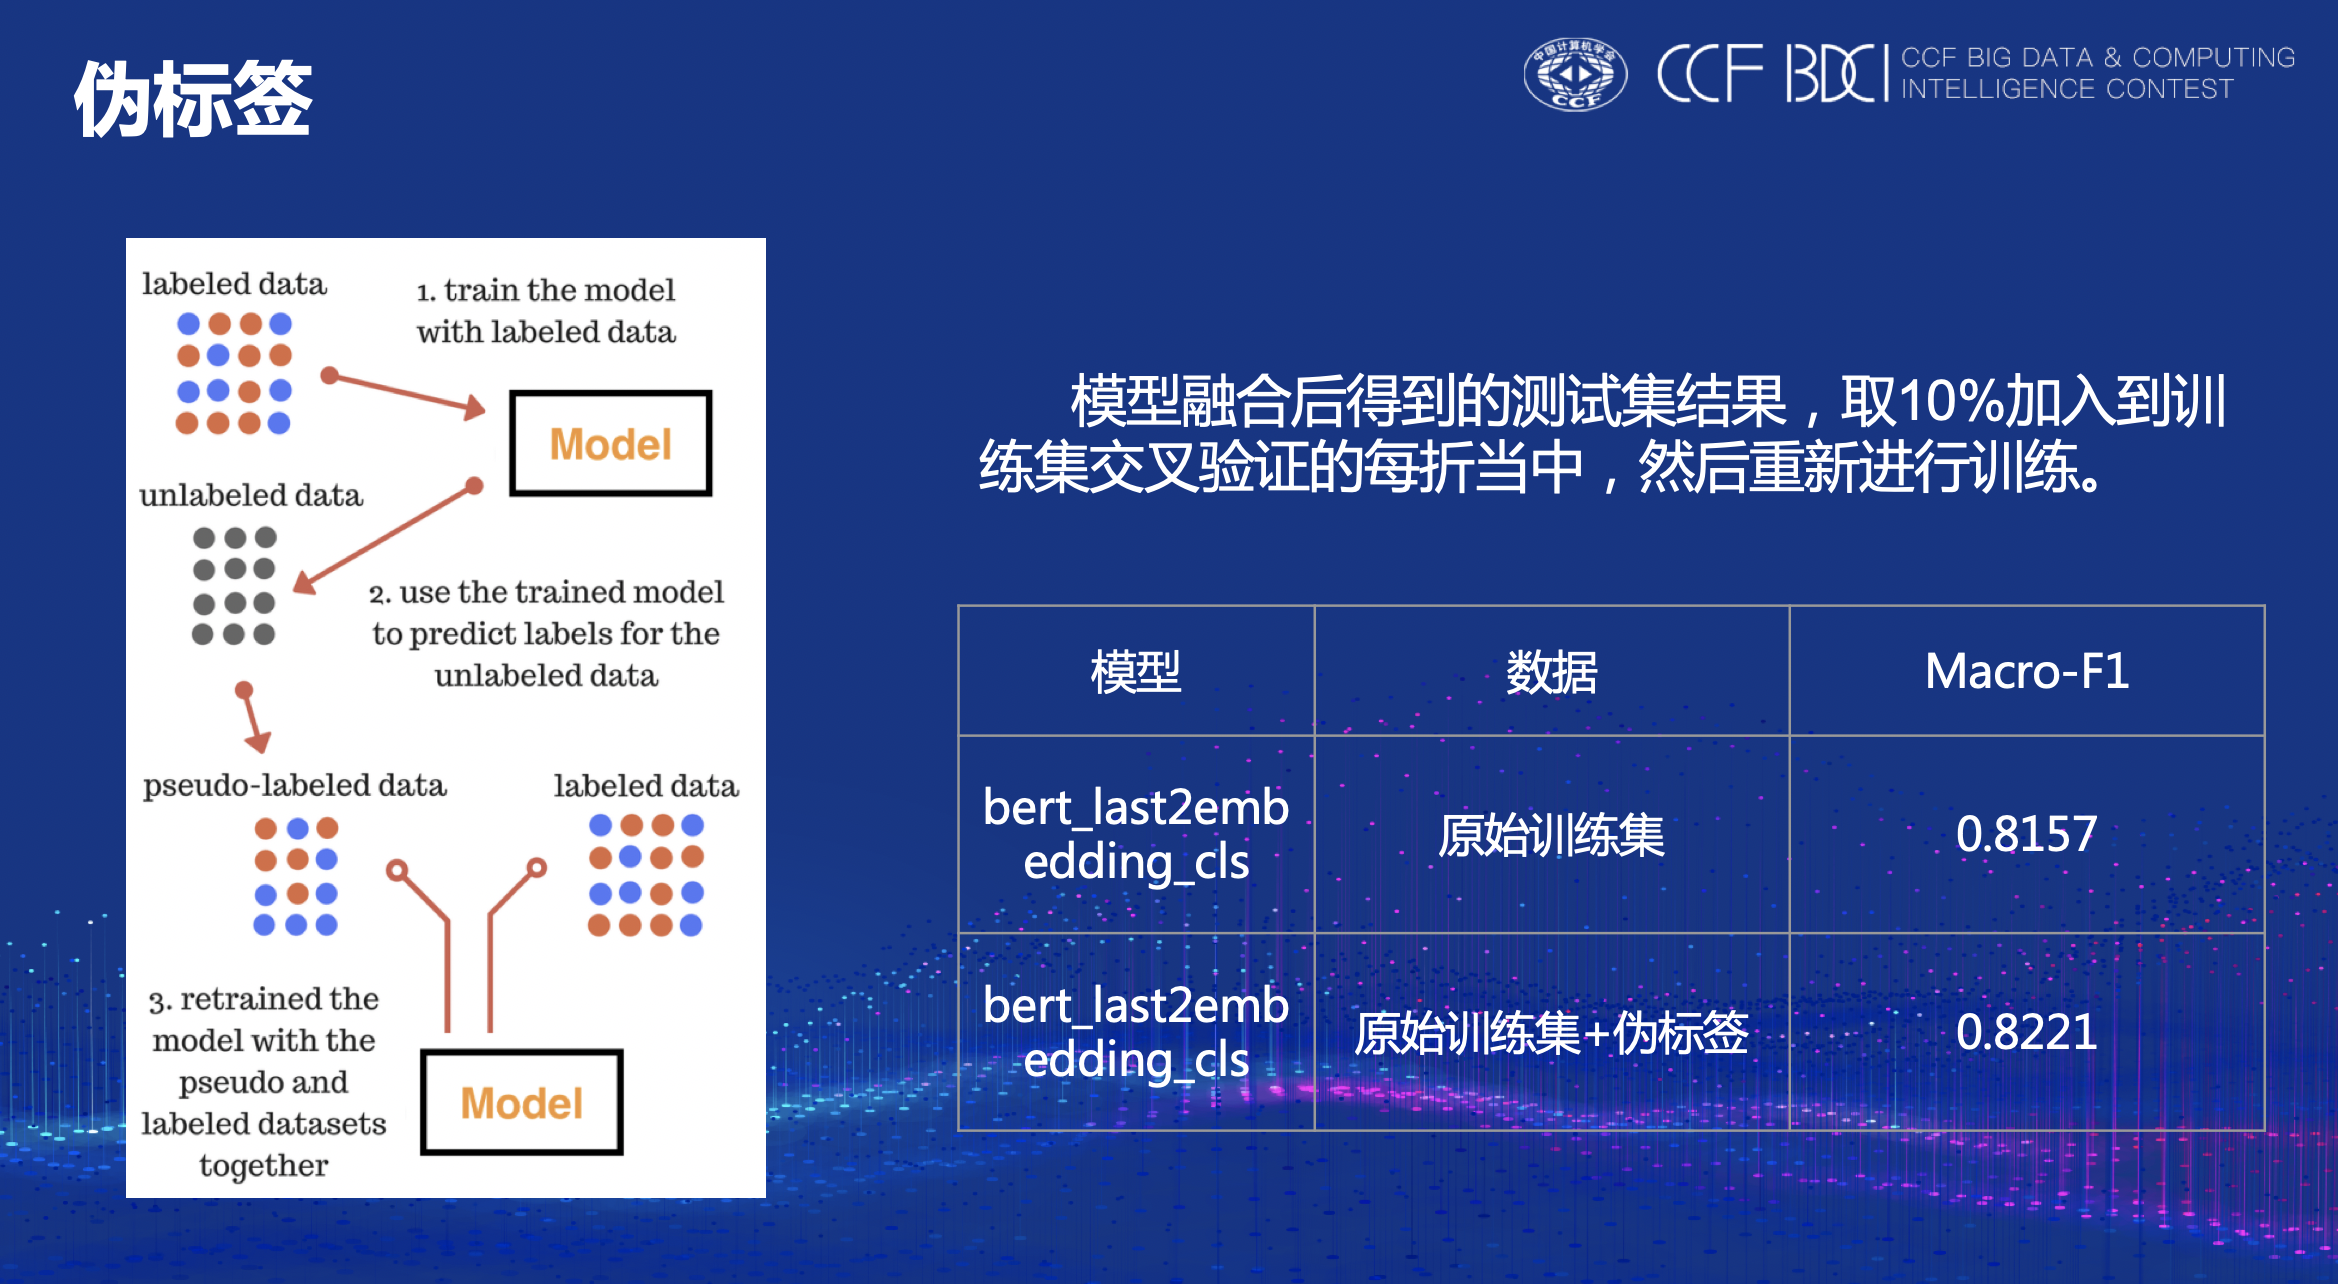 伪标签
中国计算机学会
CCF
CCF BDCI
CCF BIG DATA & COMPUTING
INTELLIGENCE CONTEST
labeled data
1. train the model
with labeled data
Model
unlabeled data
2. use the trained model
to predict labels for the
unlabeled data
pseudo-labeled data
labeled data
3. retrained the
model with the
pseudo and
labeled datasets
together
Model
模型融合后得到的测试集结果，取10%加入到训
练集交叉验证的每折当中，然后重新进行训练。
模型 数据 Macro-F1
bert_last2emb
edding_cls
原始训练集
0.8157
bert_last2emb
edding_cls
原始训练集+伪标签
0.8221